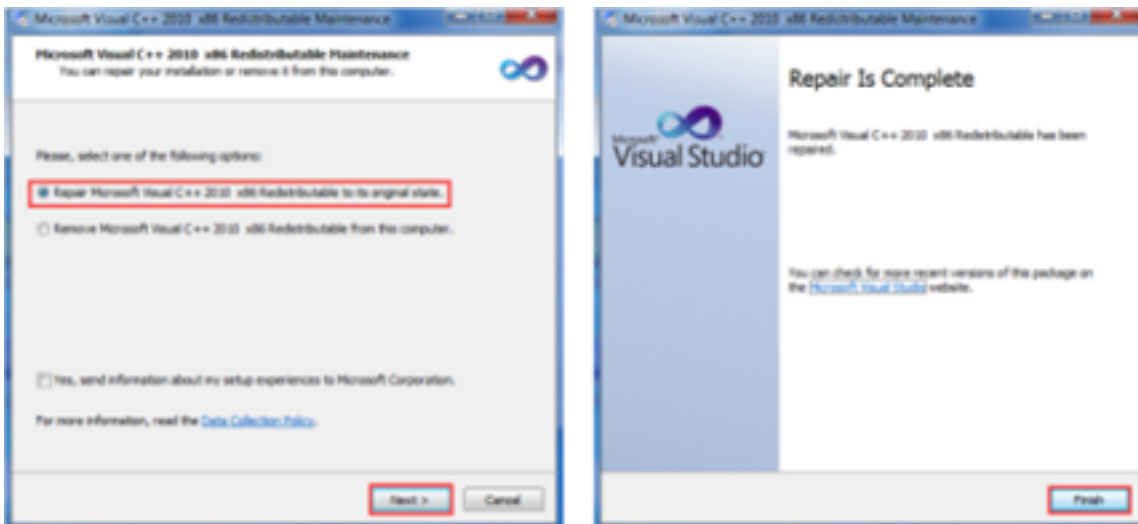 Microsoft Visual C++ 2010 x86 Redistributable Maintenance
Microsoft Visual C++ 2010 x86 Redistributable Maintenance
You can repair your installation or remove it from this computer.
Please, select one of the following options:
Repair Microsoft Visual C++ 2010 x86 Redistributable to its original state.
Remove Microsoft Visual C++ 2010 x86 Redistributable from this computer.
Yes, send information about my setup experiences to Microsoft Corporation.
For more information, read the Data Collection Policy.
Next >
Cancel
Microsoft Visual C++ 2010 x86 Redistributable Maintenance
Microsoft
Visual Studio
Repair Is Complete
Microsoft Visual C++ 2010 x86 Redistributable has been
repaired.
You can check for more recent versions of this package on
the Microsoft Visual Studio website.
Finish